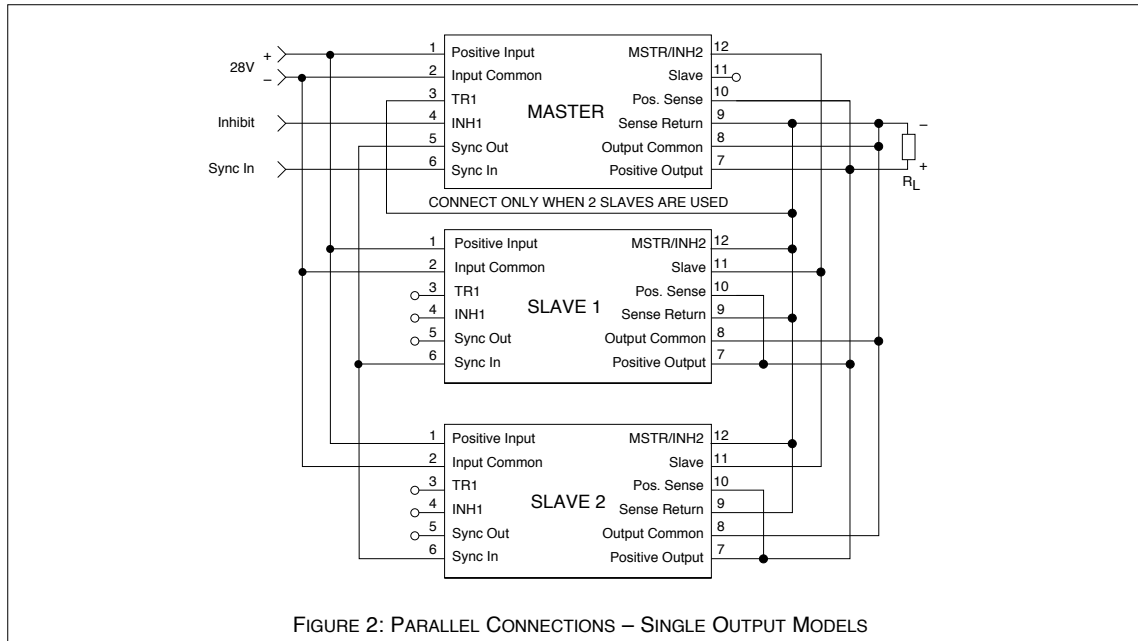 1 Positive Input MSTR/INH2 12
+
28V
2 Input Common Slave 11
–
3 TR1 Pos. Sense 10
MASTER
Inhibit 4 INH1 Sense Return 9 –
5 Sync Out Output Common 8
Sync In 6 Sync In Positive Output 7 +
RL
CONNECT ONLY WHEN 2 SLAVES ARE USED
1 Positive Input MSTR/INH2 12
2 Input Common Slave 11
3 TR1 Pos. Sense 10
SLAVE 1
4 INH1 Sense Return 9
5 Sync Out Output Common 8
6 Sync In Positive Output 7
1 Positive Input MSTR/INH2 12
2 Input Common Slave 11
3 TR1 Pos. Sense 10
SLAVE 2
4 INH1 Sense Return 9
5 Sync Out Output Common 8
6 Sync In Positive Output 7
FIGURE 2: PARALLEL CONNECTIONS – SINGLE OUTPUT MODELS